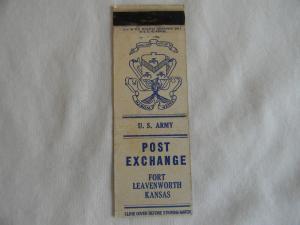 U. S. ARMY
POST
EXCHANGE
FORT
LEAVENWORTH
KANSAS
CLOSE COVER BEFORE STRIKING MATCH